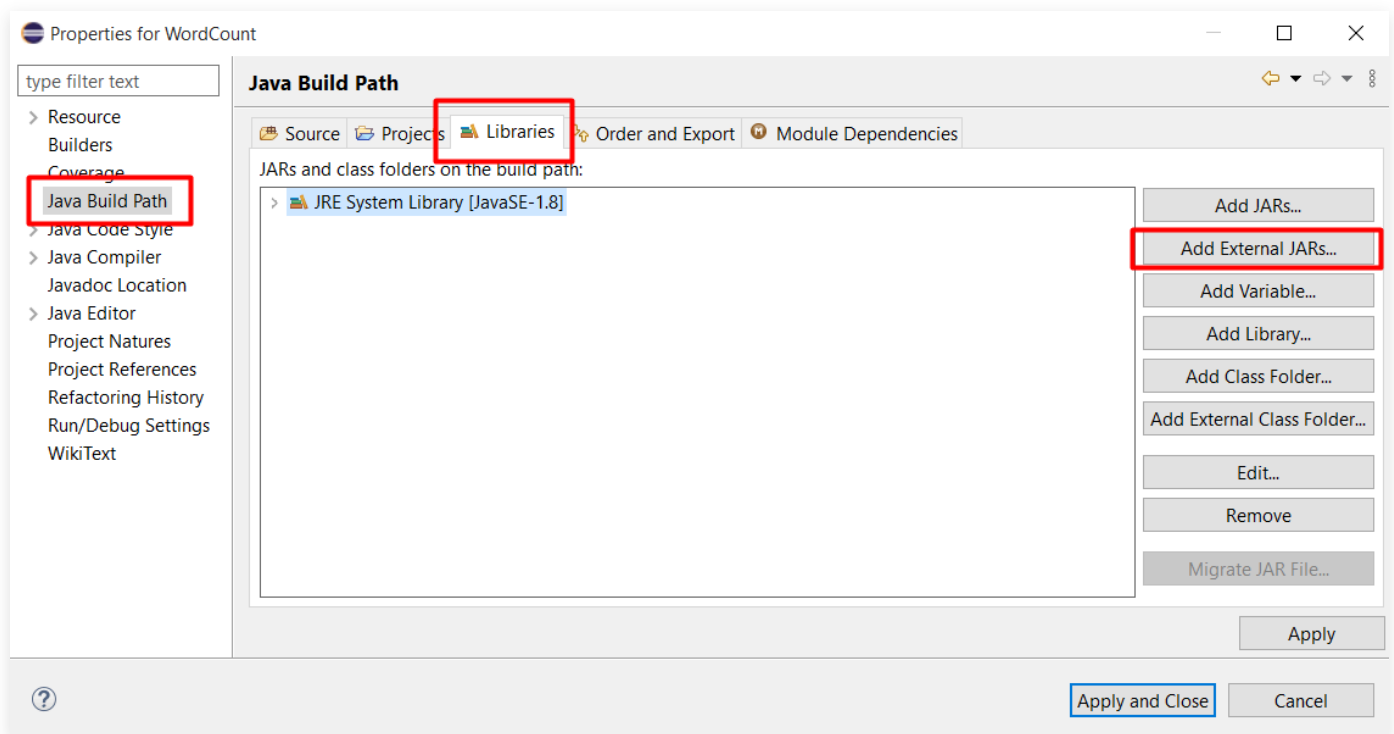 Properties for WordCount
type filter text
Resource
Builders
Coverage
Java Build Path
Java Code Style
Java Compiler
Javadoc Location
Java Editor
Project Natures
Project References
Refactoring History
Run/Debug Settings
WikiText
Java Build Path
Source Projects Libraries Order and Export Module Dependencies
JARs and class folders on the build path:
JRE System Library [JavaSE-1.8]
Add JARs...
Add External JARs...
Add Variable...
Add Library...
Add Class Folder...
Add External Class Folder...
Edit...
Remove
Migrate JAR File...
Apply
Apply and Close Cancel